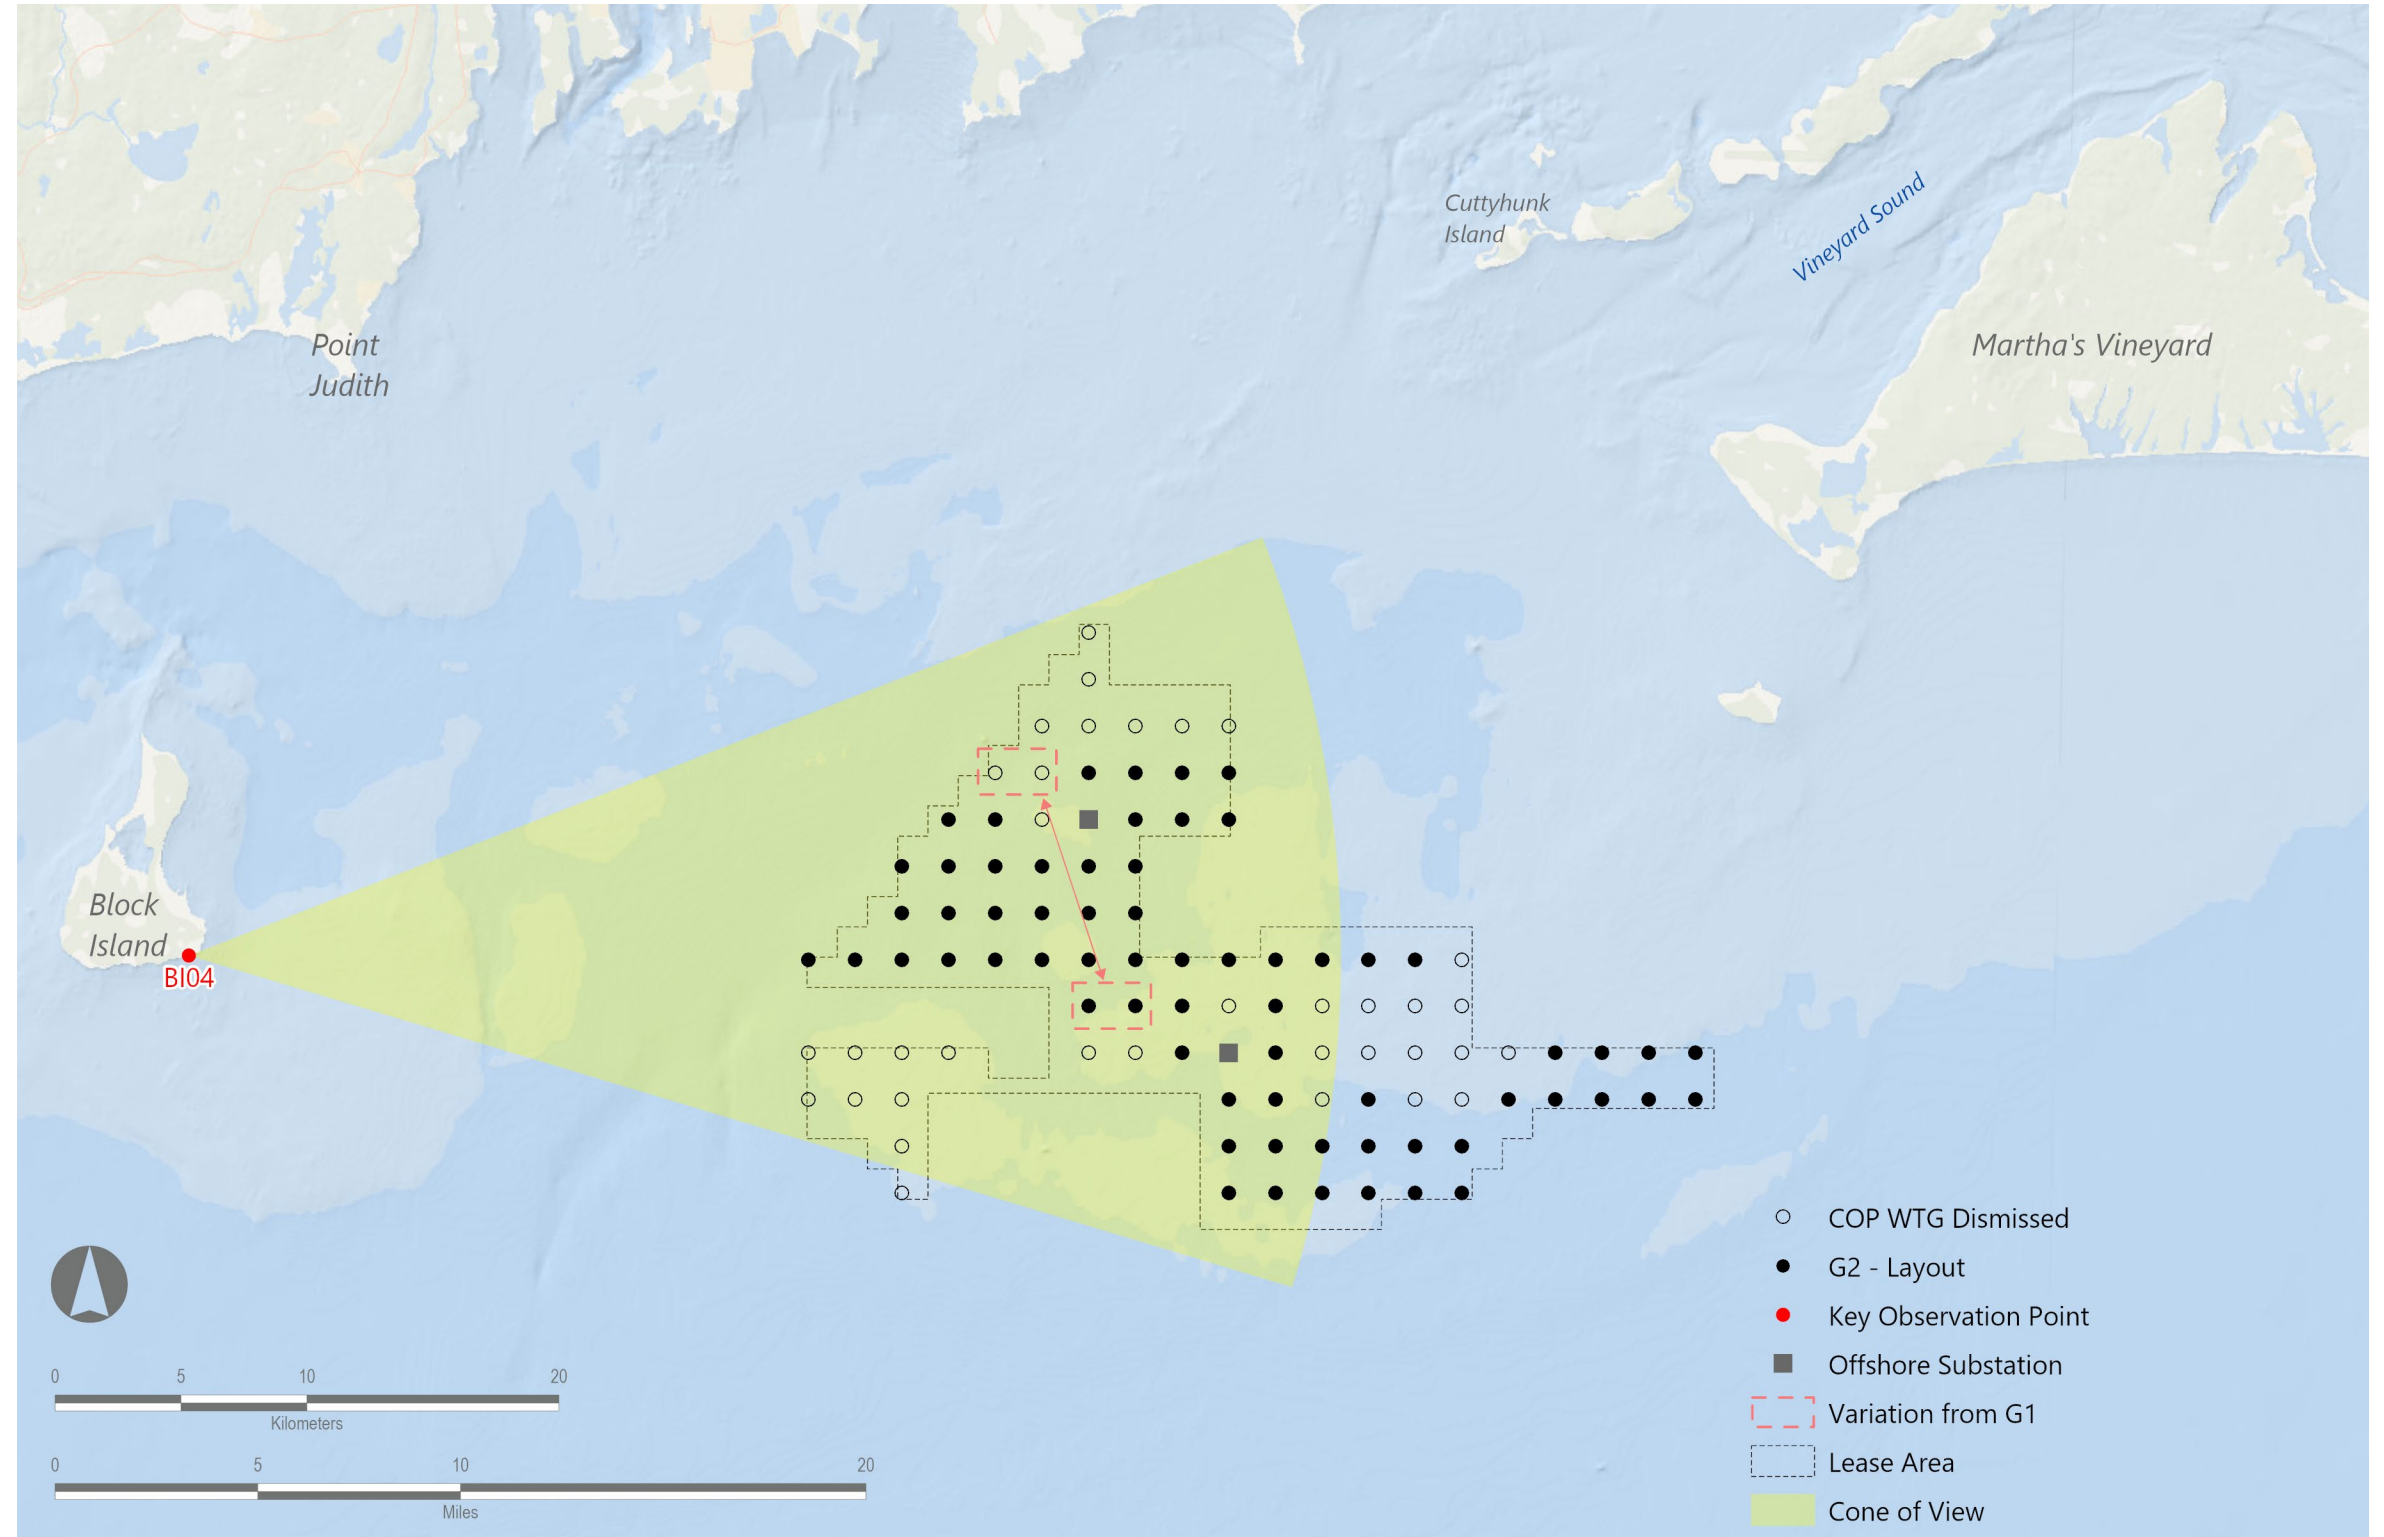 Cuttyhunk
Island
Vineyard Sound
Point
Judith
Martha's Vineyard
Block
Island
BI04
0 5 10 20
Kilometers
0 5 10 20
Miles
COP WTG Dismissed
G2 - Layout
Key Observation Point
Offshore Substation
Variation from G1
Lease Area
Cone of View